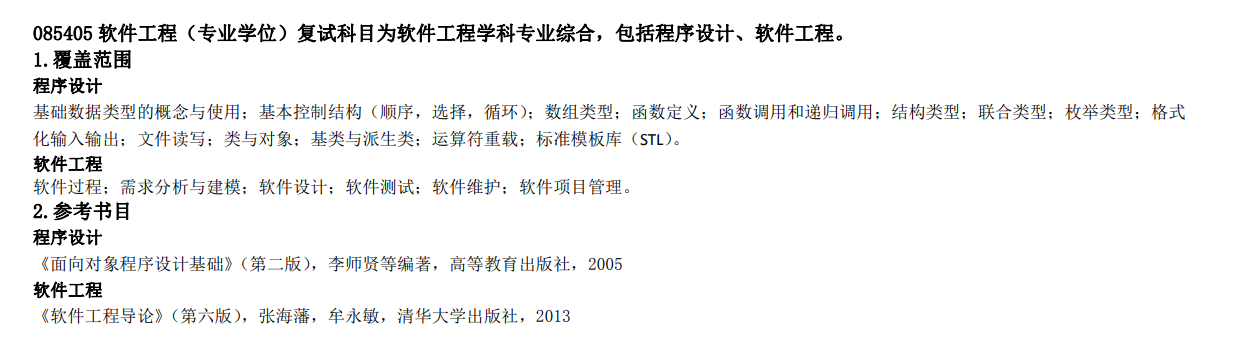 085405 软件工程（专业学位）复试科目为软件工程学科专业综合，包括程序设计、软件工程。
1.覆盖范围
程序设计
基础数据类型的概念与使用；基本控制结构（顺序，选择，循环）；数组类型；函数定义；函数调用和递归调用；结构类型；联合类型；枚举类型；格式
化输入输出；文件读写；类与对象；基类与派生类；运算符重载；标准模板库（STL）。
软件工程
软件过程；需求分析与建模；软件设计；软件测试；软件维护；软件项目管理。
2.参考书目
程序设计
《面向对象程序设计基础》（第二版），李师贤等编著，高等教育出版社，2005
软件工程
《软件工程导论》（第六版），张海藩，牟永敏，清华大学出版社，2013